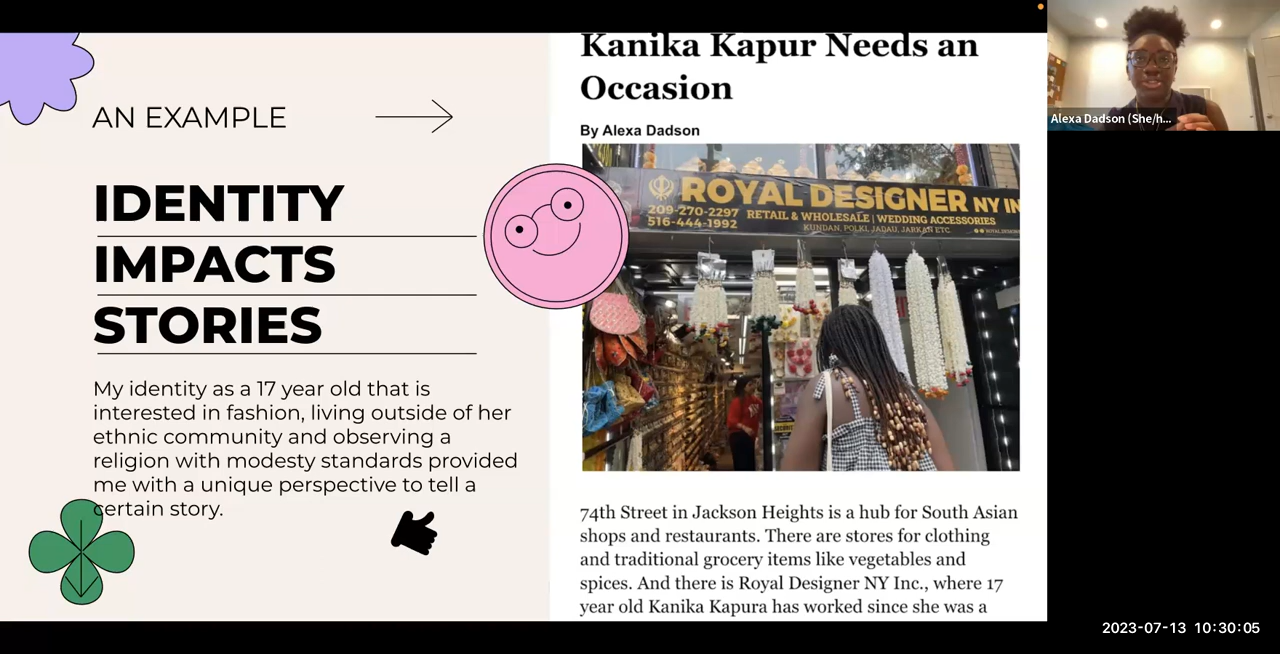 AN EXAMPLE
IDENTITY
IMPACTS
STORIES
My identity as a 17 year old that is
interested in fashion, living outside of her
ethnic community and observing a
religion with modesty standards provided
me with a unique perspective to tell a
certain story.
Kanika Kapur Needs an
Occasion
By Alexa Dadson
ROYAL DESIGNER NY IN
209-270-2297
516-444-1992
RETAIL & WHOLESALE | WEDDING ACCESSORIES
KUNDAN, POLKI, JADAU, JARKAN ETC
74th Street in Jackson Heights is a hub for South Asian
shops and restaurants. There are stores for clothing
and traditional grocery items like vegetables and
spices. And there is Royal Designer NY Inc., where 17
year old Kanika Kapura has worked since she was a
Alexa Dadson (She/h...
2023-07-13 10:30:05